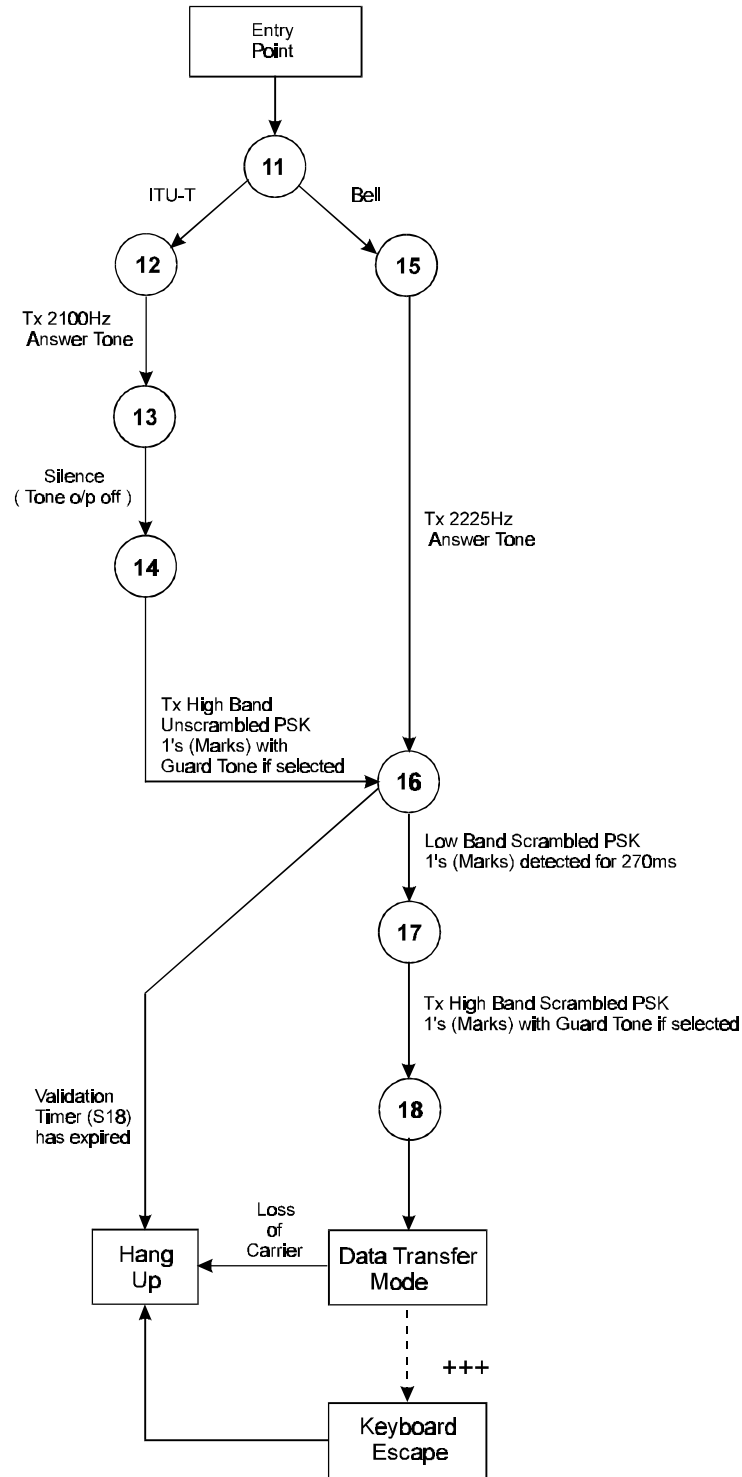 Entry
Point
11
ITU-T
Bell
12
15
Tx 2100Hz
Answer Tone
13
Silence
( Tone o/p off )
Tx 2225Hz
Answer Tone
14
Tx High Band
Unscrambled PSK
1's (Marks) with
Guard Tone if selected
16
Low Band Scrambled PSK
1's (Marks) detected for 270ms
17
Tx High Band Scrambled PSK
1's (Marks) with Guard Tone if selected
18
Validation
Timer (S18)
has expired
Loss
of
Carrier
Hang
Up
Data Transfer
Mode
+++
Keyboard
Escape